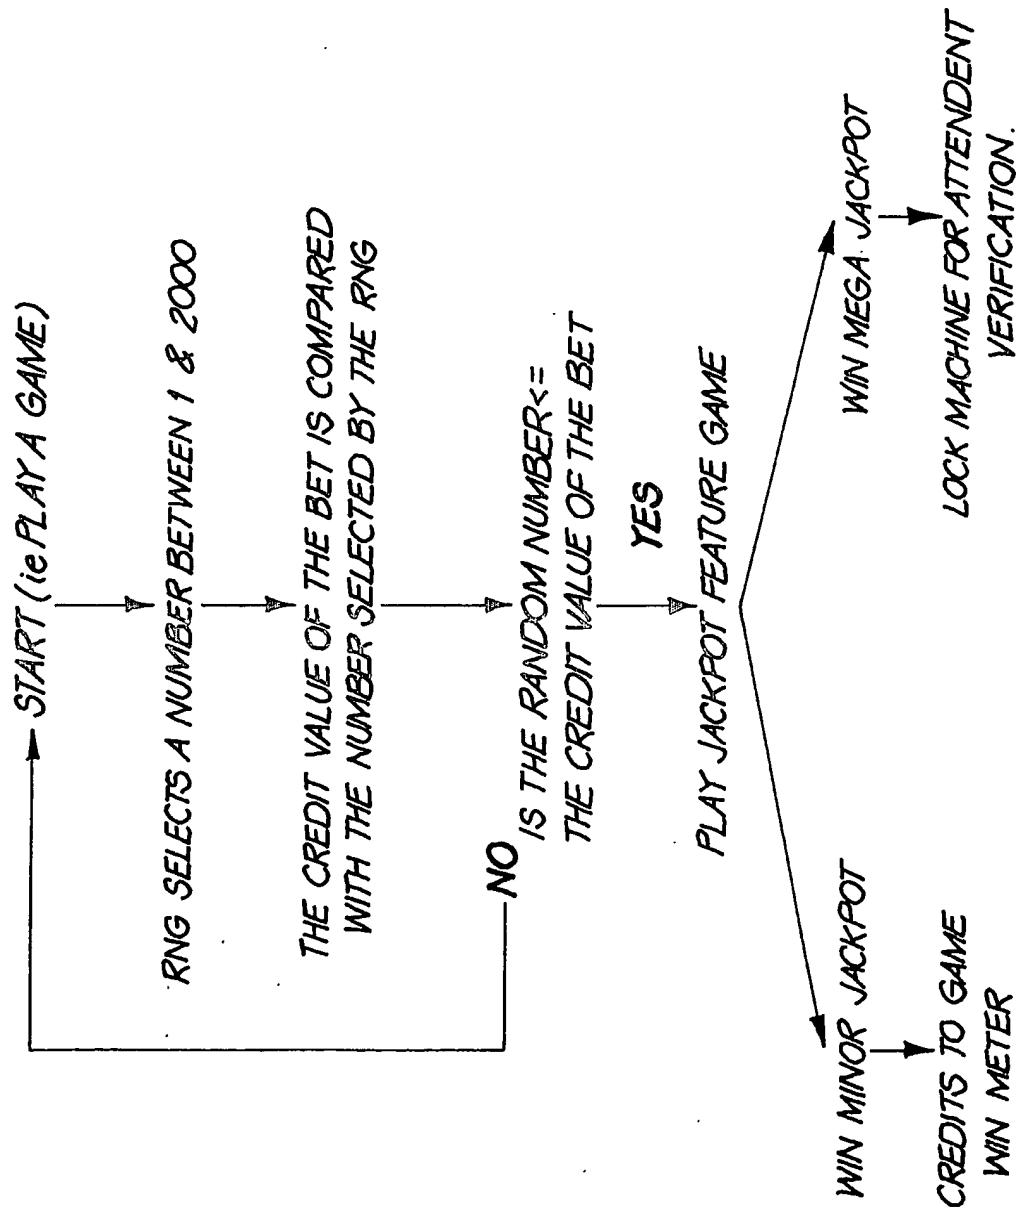 START (ie PLAY A GAME)
RNG SELECTS A NUMBER BETWEEN 1 & 2000
THE CREDIT VALUE OF THE BET IS COMPARED
WITH THE NUMBER SELECTED BY THE RNG
NO
IS THE RANDOM NUMBER<=
THE CREDIT VALUE OF THE BET
YES
PLAY JACKPOT FEATURE GAME
WIN MINOR JACKPOT
CREDITS TO GAME
WIN METER
WIN MEGA JACKPOT
LOCK MACHINE FOR ATTENDENT
VERIFICATION.